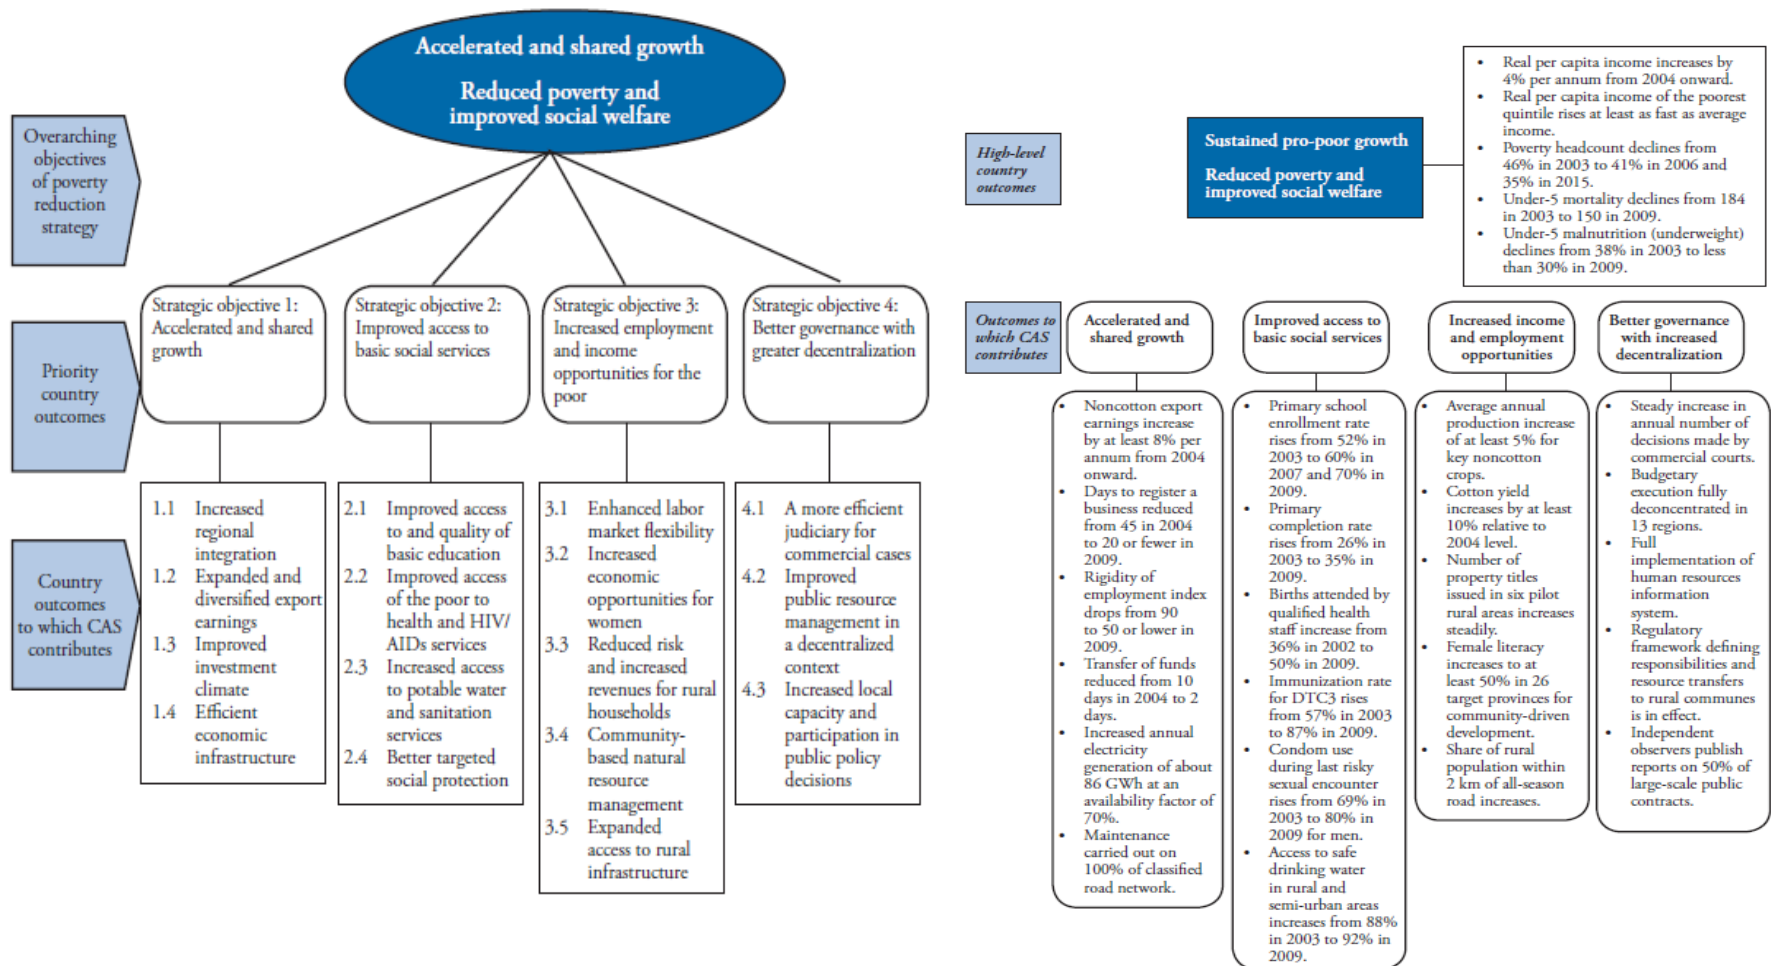 Accelerated and shared growth
Reduced poverty and
improved social welfare
Overarching
objectives
of poverty
reduction
strategy
Strategic objective 1:
Accelerated and shared
growth
Strategic objective 2:
Improved access to
basic social services
Strategic objective 3:
Increased employment
and income
opportunities for the
poor
Strategic objective 4:
Better governance with
greater decentralization
Priority
country
outcomes
Country
outcomes
to which CAS
contributes
1.1 Increased
regional
integration
1.2 Expanded and
diversified export
earnings
1.3 Improved
investment
climate
1.4 Efficient
economic
infrastructure
2.1 Improved access
to and quality of
basic education
2.2 Improved access
of the poor to
health and HIV/
AIDs services
2.3 Increased access
to potable water
and sanitation
services
2.4 Better targeted
social protection
3.1 Enhanced labor
market flexibility
3.2 Increased
economic
opportunities for
women
3.3 Reduced risk
and increased
revenues for rural
households
3.4 Community-
based natural
resource
management
3.5 Expanded
access to rural
infrastructure
4.1 A more efficient
judiciary for
commercial cases
4.2 Improved
public resource
management in
a decentralized
context
4.3 Increased local
capacity and
participation in
public policy
decisions
High-level
country
outcomes
Sustained pro-poor growth
Reduced poverty and
improved social welfare
• Real per capita income increases by
4% per annum from 2004 onward.
• Real per capita income of the poorest
quintile rises at least as fast as average
income.
• Poverty headcount declines from
46% in 2003 to 41% in 2006 and
35% in 2015.
• Under-5 mortality declines from 184
in 2003 to 150 in 2009.
• Under-5 malnutrition (underweight)
declines from 38% in 2003 to less
than 30% in 2009.
Outcomes to
which CAS
contributes
Accelerated and
shared growth
Improved access to
basic social services
Increased income
and employment
opportunities
Better governance
with increased
decentralization
• Noncotton export
earnings increase
by at least 8% per
annum from 2004
onward.
• Days to register a
business reduced
from 45 in 2004
to 20 or fewer in
2009.
• Rigidity of
employment index
drops from 90
to 50 or lower in
2009.
• Transfer of funds
reduced from 10
days in 2004 to 2
days.
• Increased annual
electricity
generation of about
86 GWh at an
availability factor of
70%.
• Maintenance
carried out on
100% of classified
road network.
• Primary school
enrollment rate
rises from 52% in
2003 to 60% in
2007 and 70% in
2009.
• Primary
completion rate
rises from 26% in
2003 to 35% in
2009.
• Births attended by
qualified health
staff increase from
36% in 2002 to
50% in 2009.
• Immunization rate
for DTC3 rises
from 57% in 2003
to 87% in 2009.
• Condom use
during last risky
sexual encounter
rises from 69% in
2003 to 80% in
2009 for men.
• Access to safe
drinking water
in rural and
semi-urban areas
increases from 88%
in 2003 to 92% in
2009.
• Average annual
production increase
of at least 5% for
key noncotton
crops.
• Cotton yield
increases by at least
10% relative to
2004 level.
• Number of
property titles
issued in six pilot
rural areas increases
steadily.
• Female literacy
increases to at
least 50% in 26
target provinces for
community-driven
development.
• Share of rural
population within
2 km of all-season
road increases.
• Steady increase in
annual number of
decisions made by
commercial courts.
• Budgetary
execution fully
deconcentrated in
13 regions.
• Full
implementation of
human resources
information
system.
• Regulatory
framework defining
responsibilities and
resource transfers
to rural communes
is in effect.
• Independent
observers publish
reports on 50% of
large-scale public
contracts.